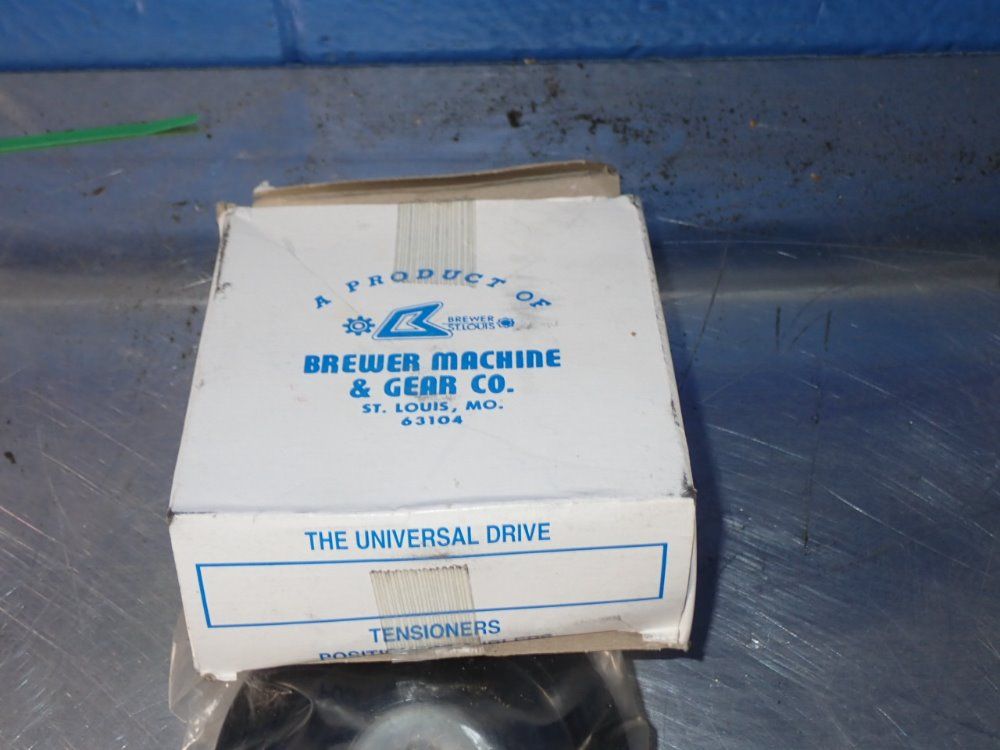 A PRODUCT OF
BREWER
ST.LOUIS
BREWER MACHINE
& GEAR CO.
ST. LOUIS, MO.
63104
THE UNIVERSAL DRIVE
TENSIONERS